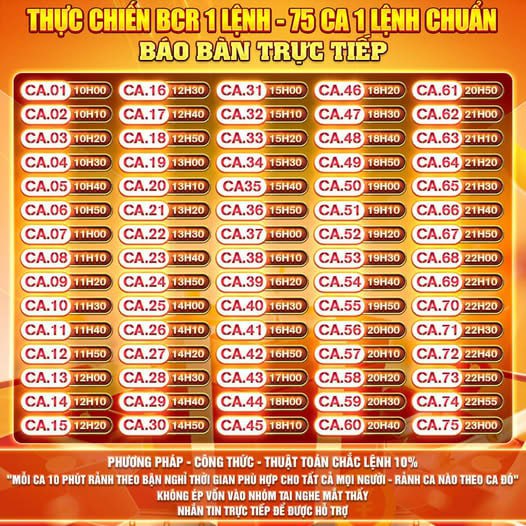 THỰC CHIẾN BCR 1 LỆNH - 75 CA 1 LỆNH CHUẨN
BÁO BÀN TRỰC TIẾP
CA.01 10H00 CA.16 12H30 CA.31 15H00 CA.46 18H20 CA.61 20H50
CA.02 10H10 CA.17 12H40 CA.32 15H10 CA.47 18H30 CA.62 21H00
CA.03 10H20 CA.18 12H50 CA.33 15H20 CA.48 18H40 CA.63 21H10
CA.04 10H30 CA.19 13H00 CA.34 15H30 CA.49 18H50 CA.64 21H20
CA.05 10H40 CA.20 13H10 CA35 15H40 CA.50 19H00 CA.65 21H30
CA.06 10H50 CA.21 13H20 CA.36 15H50 CA.51 19H10 CA.66 21H40
CA.07 11H00 CA.22 13H30 CA.37 16H00 CA.52 19H20 CA.67 21H50
CA.08 11H10 CA.23 13H40 CA.38 16H10 CA.53 19H30 CA.68 22H00
CA.09 11H20 CA.24 13H50 CA.39 16H20 CA.54 19H40 CA.69 22H10
CA.10 11H30 CA.25 14H00 CA.40 16H30 CA.55 19H50 CA.70 22H20
CA.11 11H40 CA.26 14H10 CA.41 16H40 CA.56 20H00 CA.71 22H30
CA.12 11H50 CA.27 14H20 CA.42 16H50 CA.57 20H10 CA.72 22H40
CA.13 12H00 CA.28 14H30 CA.43 17H00 CA.58 20H20 CA.73 22H50
CA.14 12H10 CA.29 14H40 CA.44 18H00 CA.59 20H30 CA.74 22H55
CA.15 12H20 CA.30 14H50 CA.45 18H10 CA.60 20H40 CA.75 23H00
PHƯƠNG PHÁP - CÔNG THỨC - THUẬT TOÁN CHẮC LỆNH 10%
"MỖI CA 10 PHÚT RẢNH THEO BẬN NGHỈ THỜI GIAN PHÙ HỢP CHO TẤT CẢ MỌI NGƯỜI - RẢNH CA NÀO THEO CA ĐÓ"
KHÔNG ÉP VỐN VÀO NHÓM TAI NGHE MẮT THẤY
NHẮN TIN TRỰC TIẾP ĐỂ ĐƯỢC HỖ TRỢ